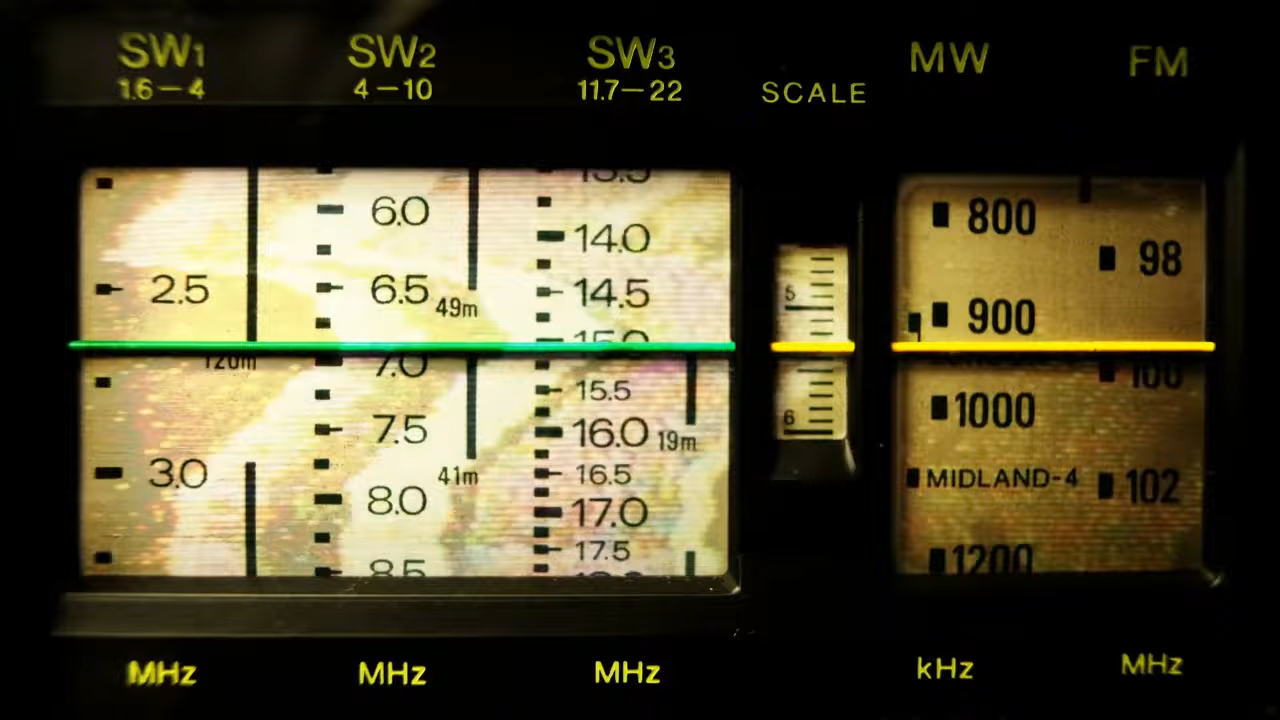 SW1 SW2 SW3 MW FM
1.6–4 4–10 11.7–22 SCALE
6.0 14.0 800 98
2.5 6.5 14.5 5 900
49m
120m 7.0 15.0 100
15.5
7.5 16.0 19m 6 1000
3.0 41m 16.5 MIDLAND-4 102
8.0 17.0
17.5
8.5 1200
MHz MHz MHz kHz MHz